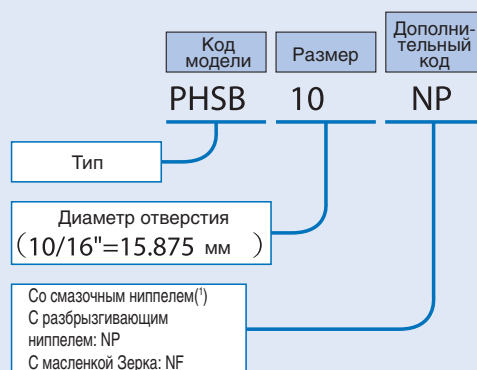 Код
модели
Размер
Дополни-
тельный
код
PHSB 10 NP
Тип
Диаметр отверстия
(10/16"=15.875 мм )
Со смазочным ниппелем(¹)
С разбрызгивающим
ниппелем: NP
С масленкой Зерка: NF